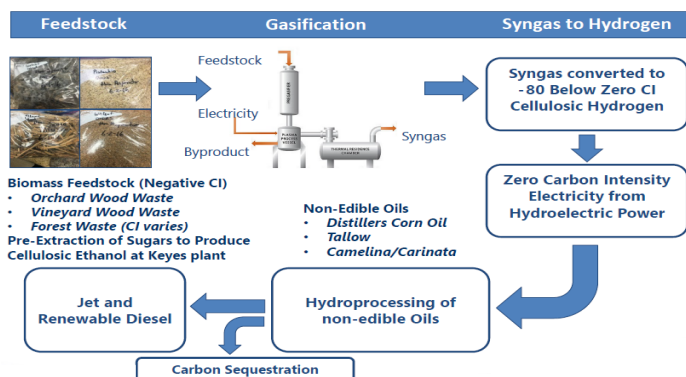 Feedstock
Gasification
Syngas to Hydrogen
Feedstock
Electricity
Byproduct
Syngas
Syngas converted to
-80 Below Zero CI
Cellulosic Hydrogen
Zero Carbon Intensity
Electricity from
Hydroelectric Power
Biomass Feedstock (Negative CI)
• Orchard Wood Waste
• Vineyard Wood Waste
• Forest Waste (CI varies)
Pre-Extraction of Sugars to Produce
Cellulosic Ethanol at Keyes plant
Non-Edible Oils
• Distillers Corn Oil
• Tallow
• Camelina/Carinata
Jet and
Renewable Diesel
Hydroprocessing of
non-edible Oils
Carbon Sequestration